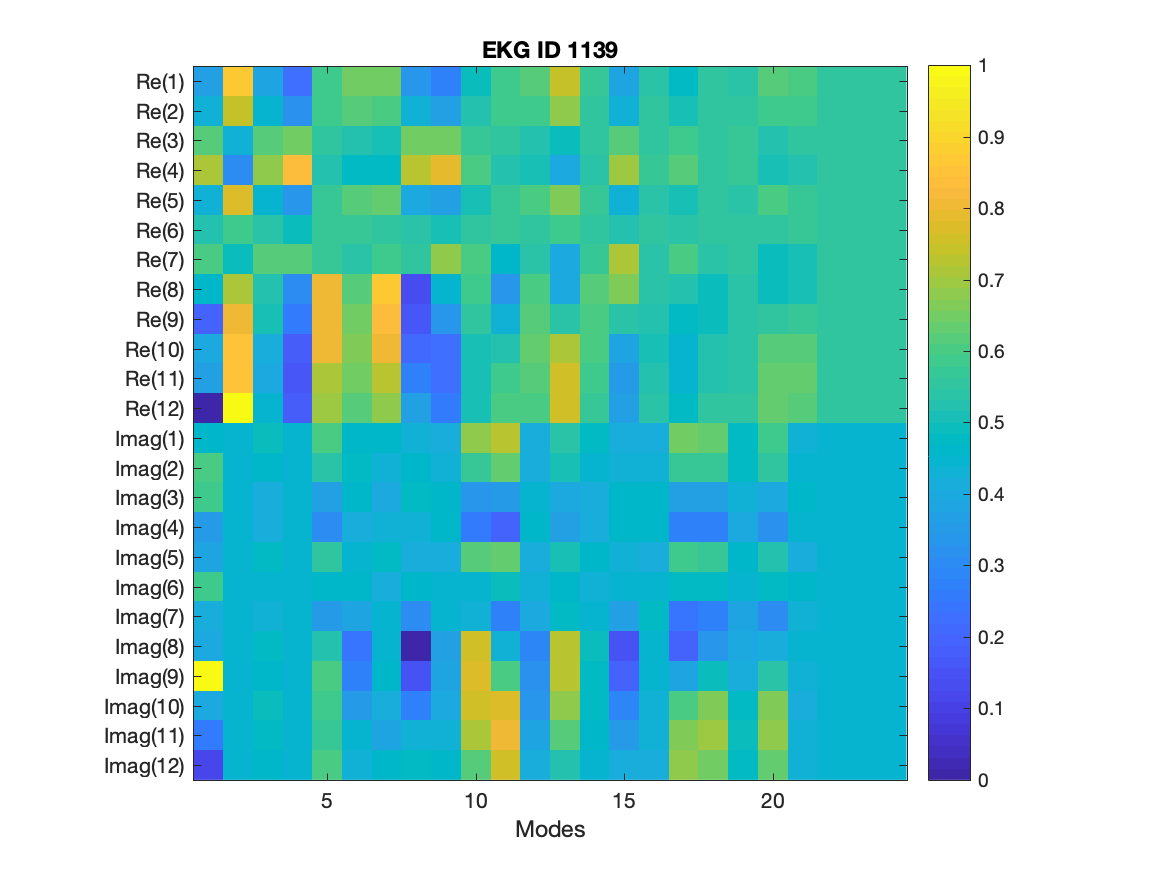 EKG ID 1139
Re(1)
Re(2)
Re(3)
Re(4)
Re(5)
Re(6)
Re(7)
Re(8)
Re(9)
Re(10)
Re(11)
Re(12)
Imag(1)
Imag(2)
Imag(3)
Imag(4)
Imag(5)
Imag(6)
Imag(7)
Imag(8)
Imag(9)
Imag(10)
Imag(11)
Imag(12)
5 10 15 20
Modes
1
0.9
0.8
0.7
0.6
0.5
0.4
0.3
0.2
0.1
0